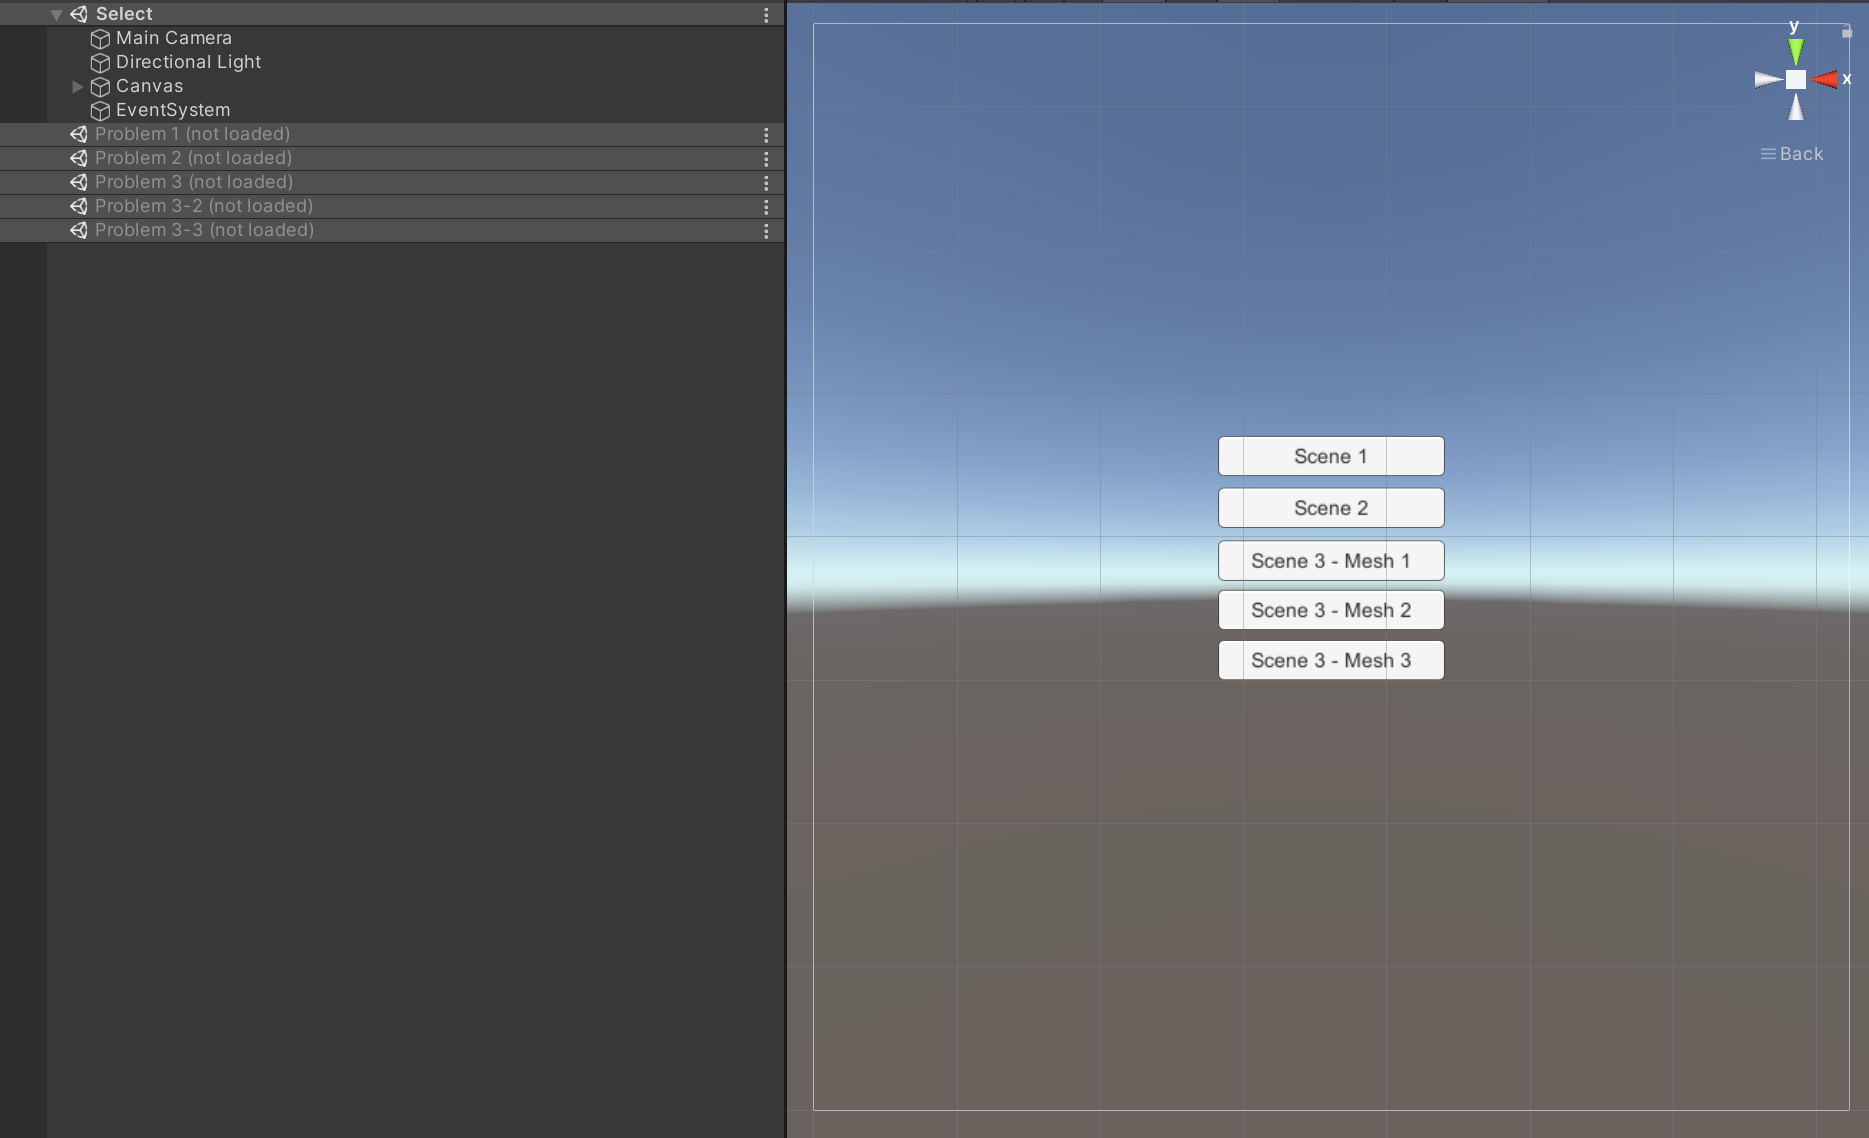 Select
Main Camera
Directional Light
Canvas
EventSystem
Problem 1 (not loaded)
Problem 2 (not loaded)
Problem 3 (not loaded)
Problem 3-2 (not loaded)
Problem 3-3 (not loaded)
y
x
Back
Scene 1
Scene 2
Scene 3 - Mesh 1
Scene 3 - Mesh 2
Scene 3 - Mesh 3